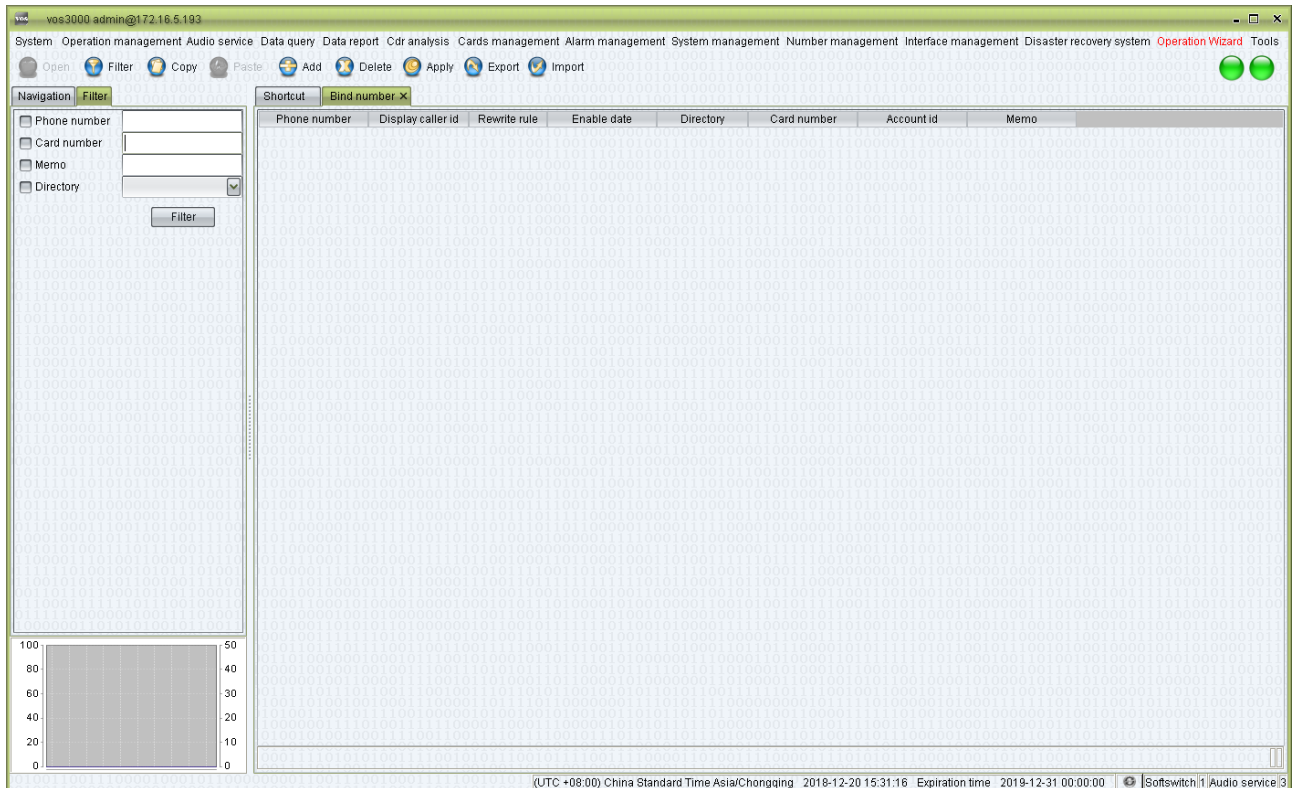 vos vos3000 admin@172.16.5.193
System Operation management Audio service Data query Data report Cdr analysis Cards management Alarm management System management Number management Interface management Disaster recovery system Operation Wizard Tools
Open Filter Copy Paste Add Delete Apply Export Import
Navigation Filter Shortcut Bind number ×
Phone number
Card number
Memo
Directory
Filter
Phone number Display caller id Rewrite rule Enable date Directory Card number Account id Memo
100 50
80 40
60 30
40 20
20 10
0 0
(UTC +08:00) China Standard Time Asia/Chongqing 2018-12-20 15:31:16 Expiration time 2019-12-31 00:00:00 Softswitch 1 Audio service 3